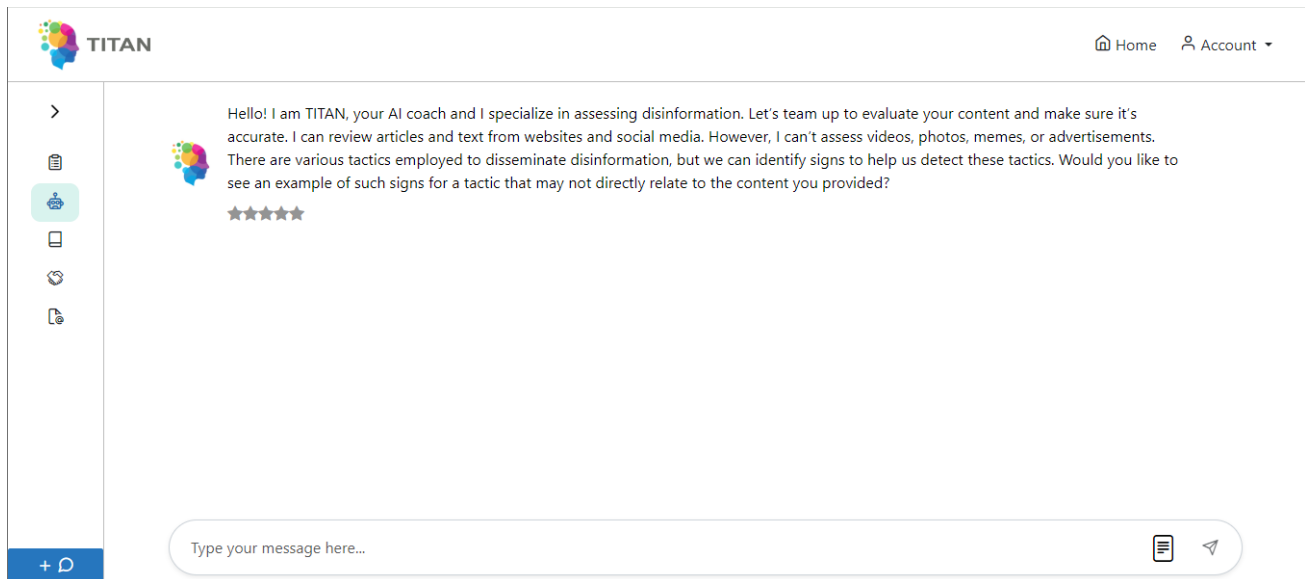 TITAN
Home
Account
Hello! I am TITAN, your AI coach and I specialize in assessing disinformation. Let's team up to evaluate your content and make sure it's
accurate. I can review articles and text from websites and social media. However, I can't assess videos, photos, memes, or advertisements.
There are various tactics employed to disseminate disinformation, but we can identify signs to help us detect these tactics. Would you like to
see an example of such signs for a tactic that may not directly relate to the content you provided?
Type your message here...